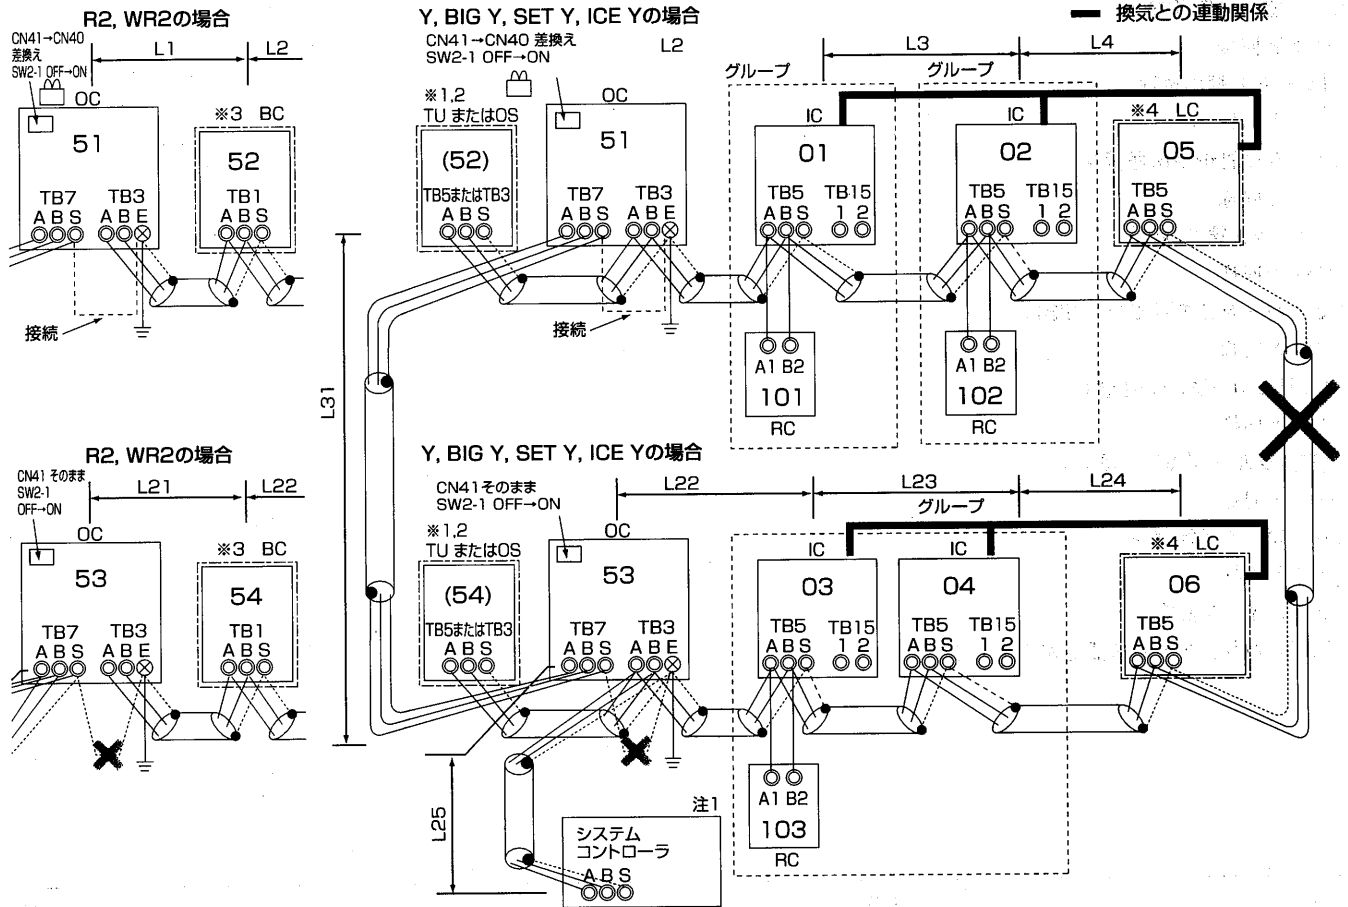 R2, WR2の場合
CN41→CN40
差換え
SW2-1 OFF→ON
L1
L2
OC
51
TB7
TB3
A B S
A B E
※3 BC
52
TB1
A B S
接続
Y, BIG Y, SET Y, ICE Yの場合
CN41→CN40 差換え
SW2-1 OFF→ON
L2
L3
L4
換気との連動関係
※1,2
TU またはOS
(52)
TB5またはTB3
A B S
OC
51
TB7
TB3
A B S
A B E
接続
グループ
IC
01
TB5
TB15
A B S
1 2
A1 B2
101
RC
グループ
IC
02
TB5
TB15
A B S
1 2
A1 B2
102
RC
※4 LC
05
TB5
A B S
L31
R2, WR2の場合
CN41 そのまま
SW2-1
OFF→ON
L21
L22
OC
53
TB7
TB3
A B S
A B E
※3 BC
54
TB1
A B S
Y, BIG Y, SET Y, ICE Yの場合
CN41そのまま
SW2-1 OFF→ON
L22
L23
L24
※1,2
TU またはOS
(54)
TB5またはTB3
A B S
OC
53
TB7
TB3
A B S
A B E
グループ
IC
03
TB5
TB15
A B S
1 2
A1 B2
103
RC
IC
04
TB5
TB15
A B S
1 2
※4 LC
06
TB5
A B S
L25
注1
システム
コントローラ
A B S